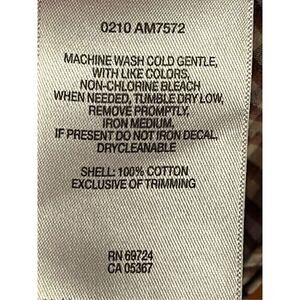 0210 AM7572
MACHINE WASH COLD GENTLE,
WITH LIKE COLORS,
NON-CHLORINE BLEACH
WHEN NEEDED, TUMBLE DRY LOW,
REMOVE PROMPTLY,
IRON MEDIUM,
IF PRESENT DO NOT IRON DECAL,
DRYCLEANABLE
SHELL: 100% COTTON
EXCLUSIVE OF TRIMMING
RN 69724
CA 05367